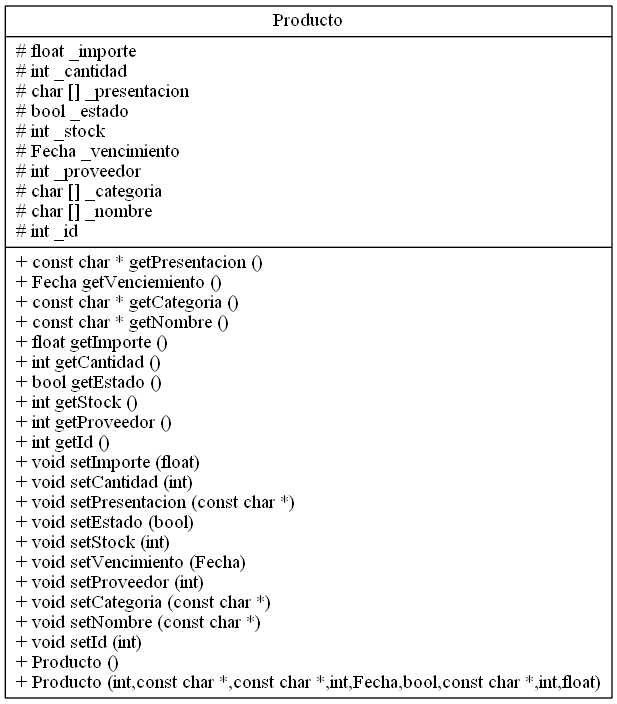 Producto
# float _importe
# int _cantidad
# char [] _presentacion
# bool _estado
# int _stock
# Fecha _vencimiento
# int _proveedor
# char [] _categoria
# char [] _nombre
# int _id
+ const char * getPresentacion ()
+ Fecha getVenciemiento ()
+ const char * getCategoria ()
+ const char * getNombre ()
+ float getImporte ()
+ int getCantidad ()
+ bool getEstado ()
+ int getStock ()
+ int getProveedor ()
+ int getId ()
+ void setImporte (float)
+ void setCantidad (int)
+ void setPresentacion (const char *)
+ void setEstado (bool)
+ void setStock (int)
+ void setVencimiento (Fecha)
+ void setProveedor (int)
+ void setCategoria (const char *)
+ void setNombre (const char *)
+ void setId (int)
+ Producto ()
+ Producto (int,const char *,const char *,int,Fecha,bool,const char *,int,float)